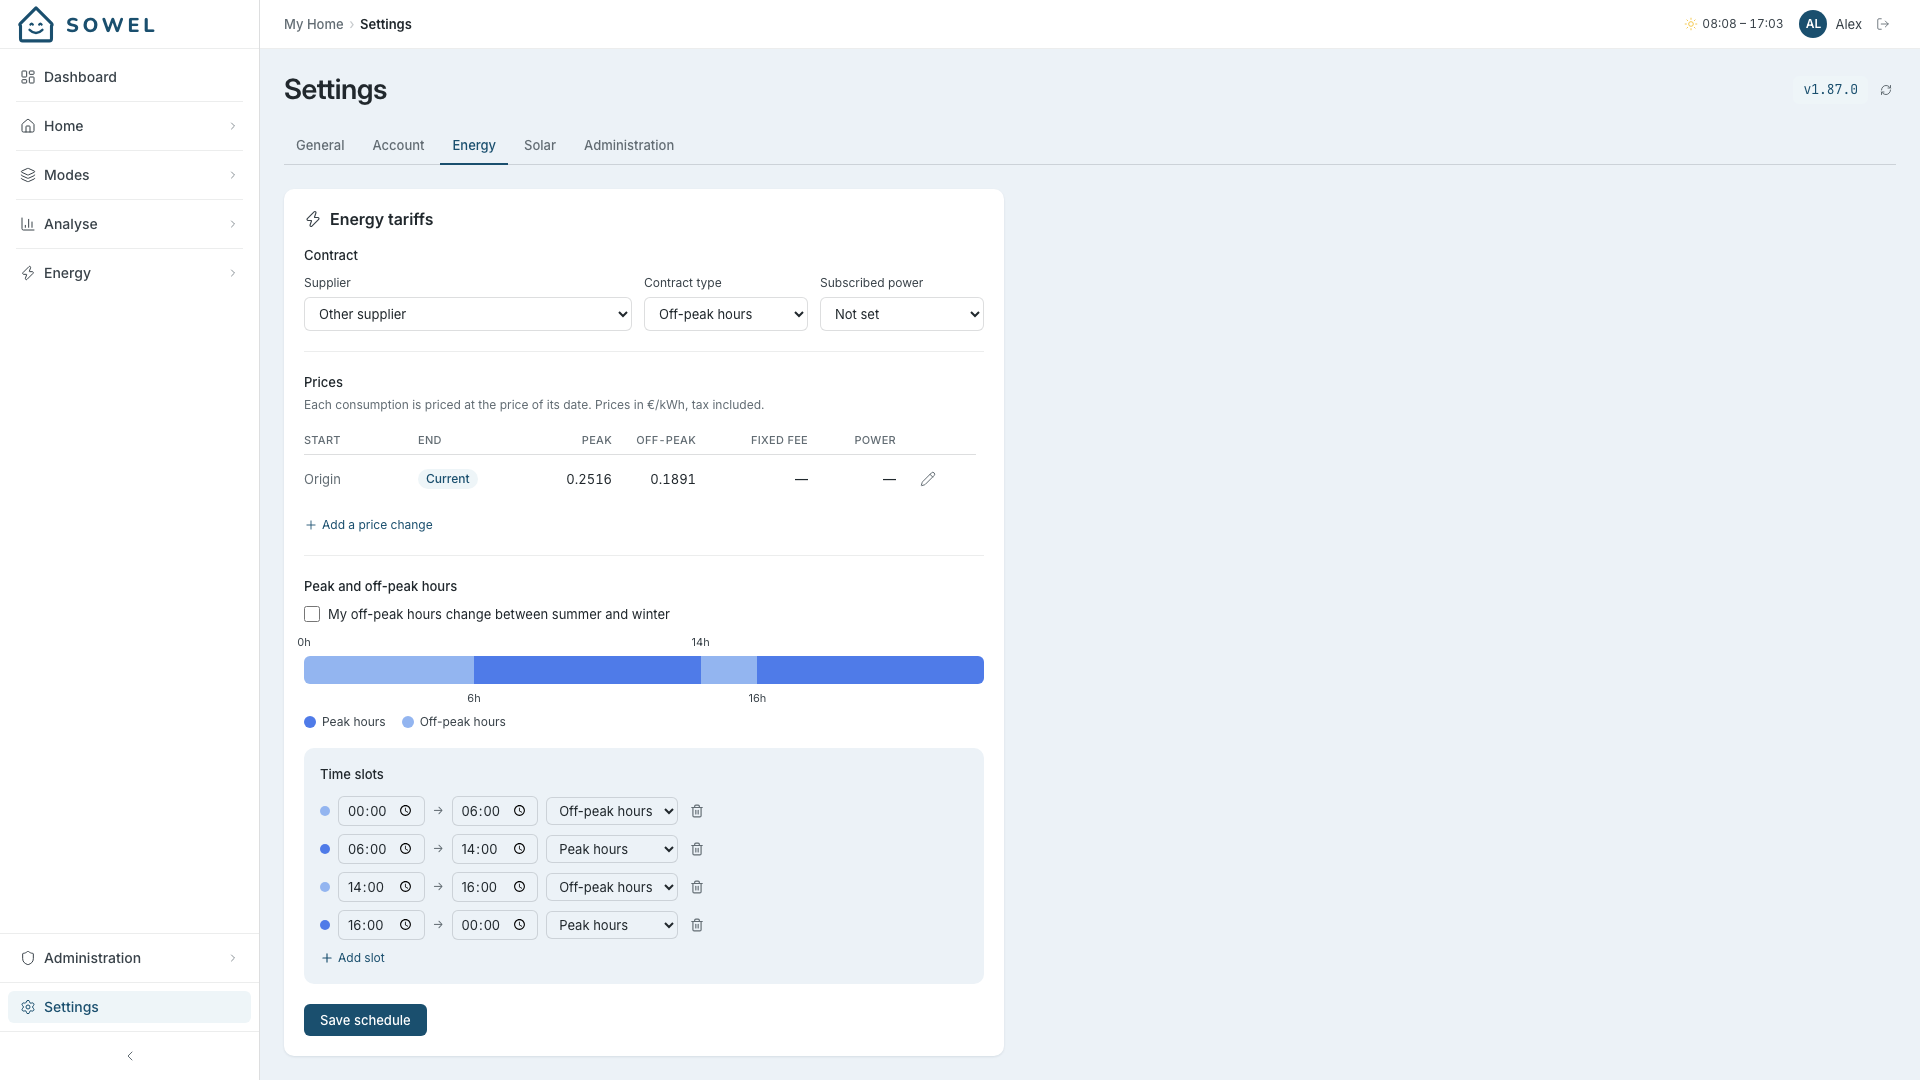 SOWEL
My Home › Settings
08:08 – 17:03
AL
Alex
Dashboard
Home
Modes
Analyse
Energy
Administration
Settings
Settings
v1.87.0
General
Account
Energy
Solar
Administration
Energy tariffs
Contract
Supplier
Contract type
Subscribed power
Other supplier
Off-peak hours
Not set
Prices
Each consumption is priced at the price of its date. Prices in €/kWh, tax included.
START END PEAK OFF-PEAK FIXED FEE POWER
Origin Current 0.2516 0.1891 — —
+ Add a price change
Peak and off-peak hours
My off-peak hours change between summer and winter
0h 14h
6h 16h
Peak hours Off-peak hours
Time slots
00:00 → 06:00 Off-peak hours
06:00 → 14:00 Peak hours
14:00 → 16:00 Off-peak hours
16:00 → 00:00 Peak hours
+ Add slot
Save schedule